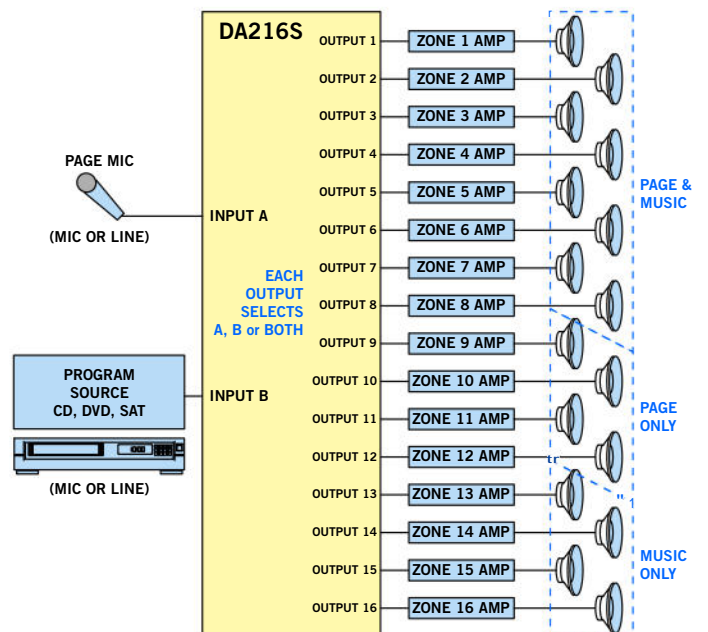 DA216S
OUTPUT 1
ZONE 1 AMP
OUTPUT 2
ZONE 2 AMP
OUTPUT 3
ZONE 3 AMP
OUTPUT 4
ZONE 4 AMP
OUTPUT 5
ZONE 5 AMP
OUTPUT 6
ZONE 6 AMP
OUTPUT 7
ZONE 7 AMP
OUTPUT 8
ZONE 8 AMP
OUTPUT 9
ZONE 9 AMP
OUTPUT 10
ZONE 10 AMP
OUTPUT 11
ZONE 11 AMP
OUTPUT 12
ZONE 12 AMP
OUTPUT 13
ZONE 13 AMP
OUTPUT 14
ZONE 14 AMP
OUTPUT 15
ZONE 15 AMP
OUTPUT 16
ZONE 16 AMP
PAGE MIC
(MIC OR LINE)
INPUT A
EACH
OUTPUT
SELECTS
A, B or BOTH
PROGRAM
SOURCE
CD, DVD, SAT
INPUT B
(MIC OR LINE)
PAGE &
MUSIC
PAGE
ONLY
tr
MUSIC
ONLY